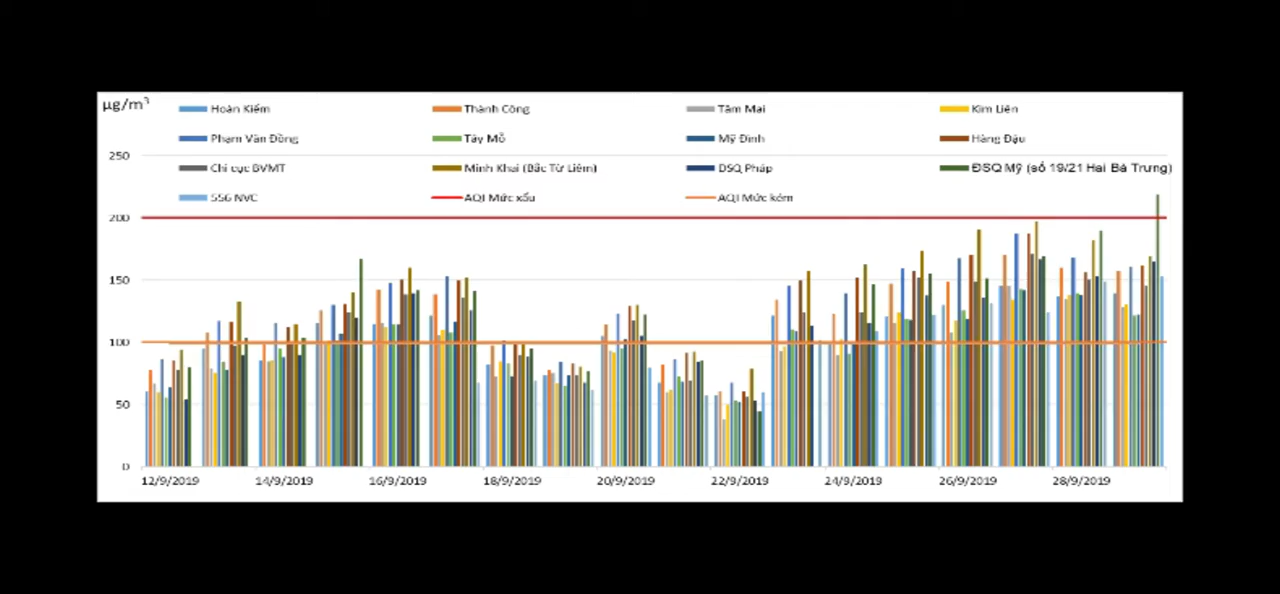 µg/m³
Hoàn Kiếm Thành Công Tâm Mai Kim Liên
Phạm Văn Đồng Tây Mỗ Mỹ Đình Hàng Đậu
250
Chi cục BVMT Minh Khai (Bắc Từ Liêm) ĐSQ Pháp ĐSQ Mỹ (số 19/21 Hai Bà Trưng)
556 NVC AQI Mức xấu AQI Mức kém
200
150
100
50
0
12/9/2019 14/9/2019 16/9/2019 18/9/2019 20/9/2019 22/9/2019 24/9/2019 26/9/2019 28/9/2019